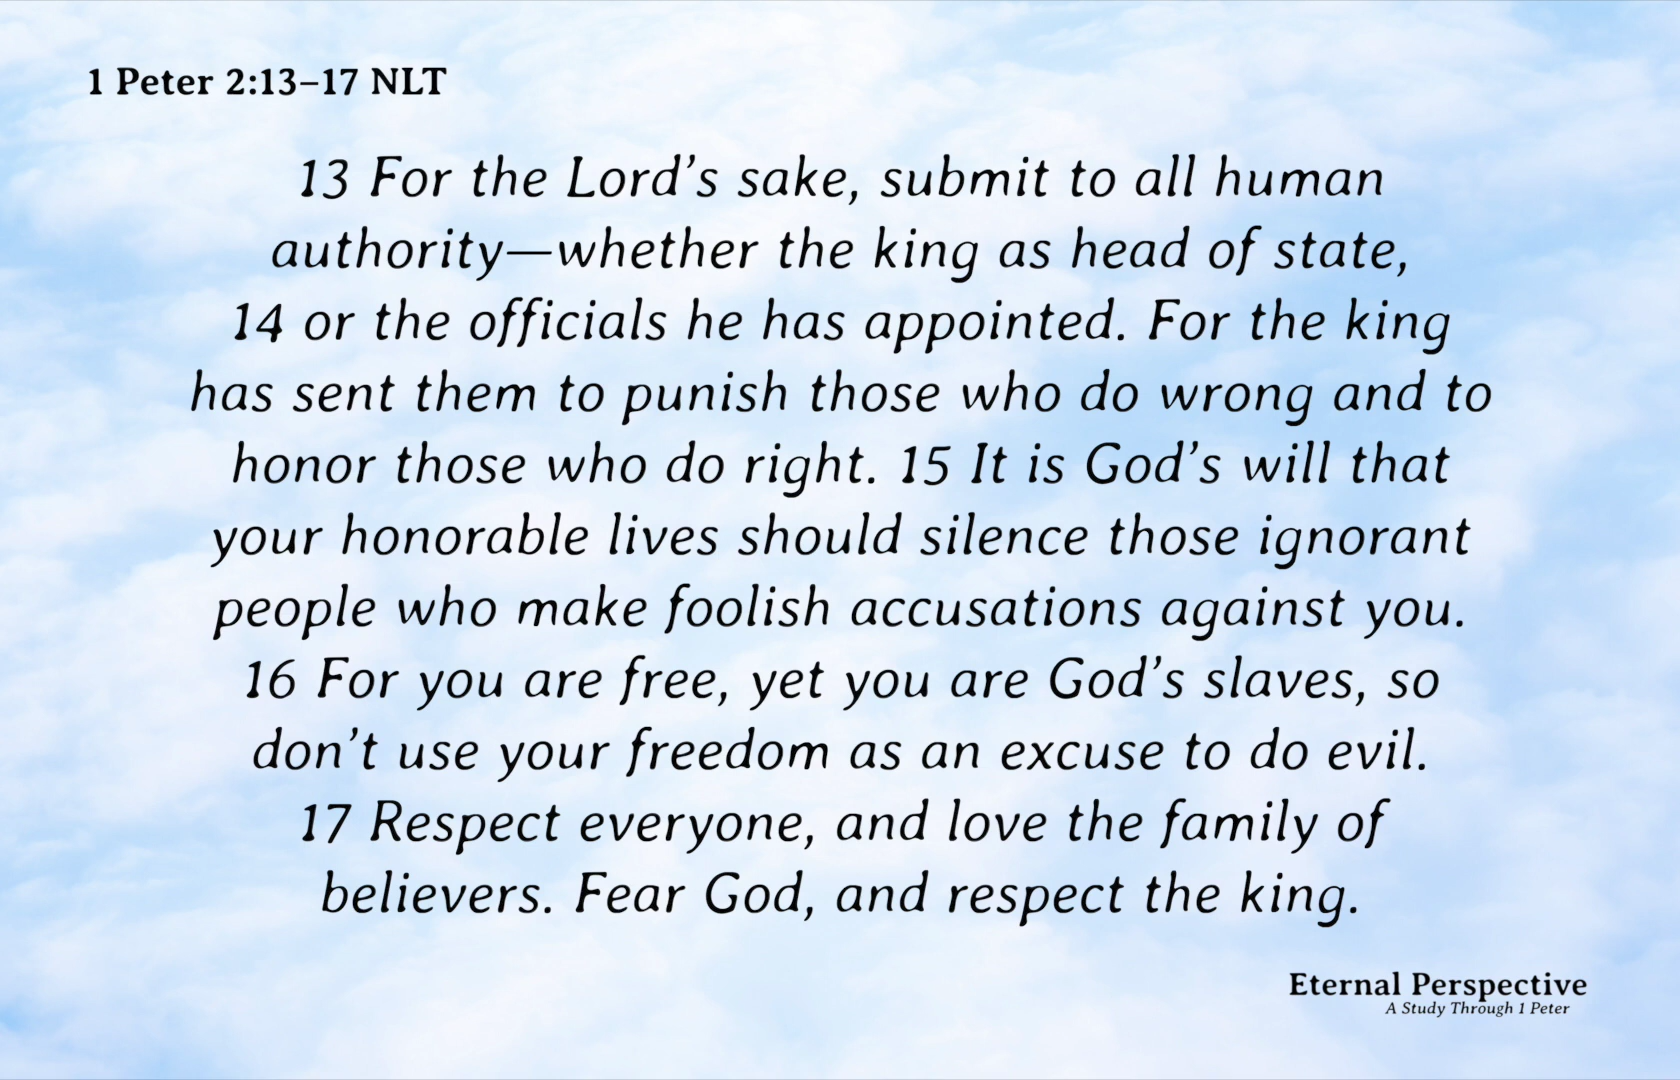 1 Peter 2:13–17 NLT
13 For the Lord’s sake, submit to all human
authority—whether the king as head of state,
14 or the officials he has appointed. For the king
has sent them to punish those who do wrong and to
honor those who do right. 15 It is God’s will that
your honorable lives should silence those ignorant
people who make foolish accusations against you.
16 For you are free, yet you are God’s slaves, so
don’t use your freedom as an excuse to do evil.
17 Respect everyone, and love the family of
believers. Fear God, and respect the king.
Eternal Perspective
A Study Through 1 Peter